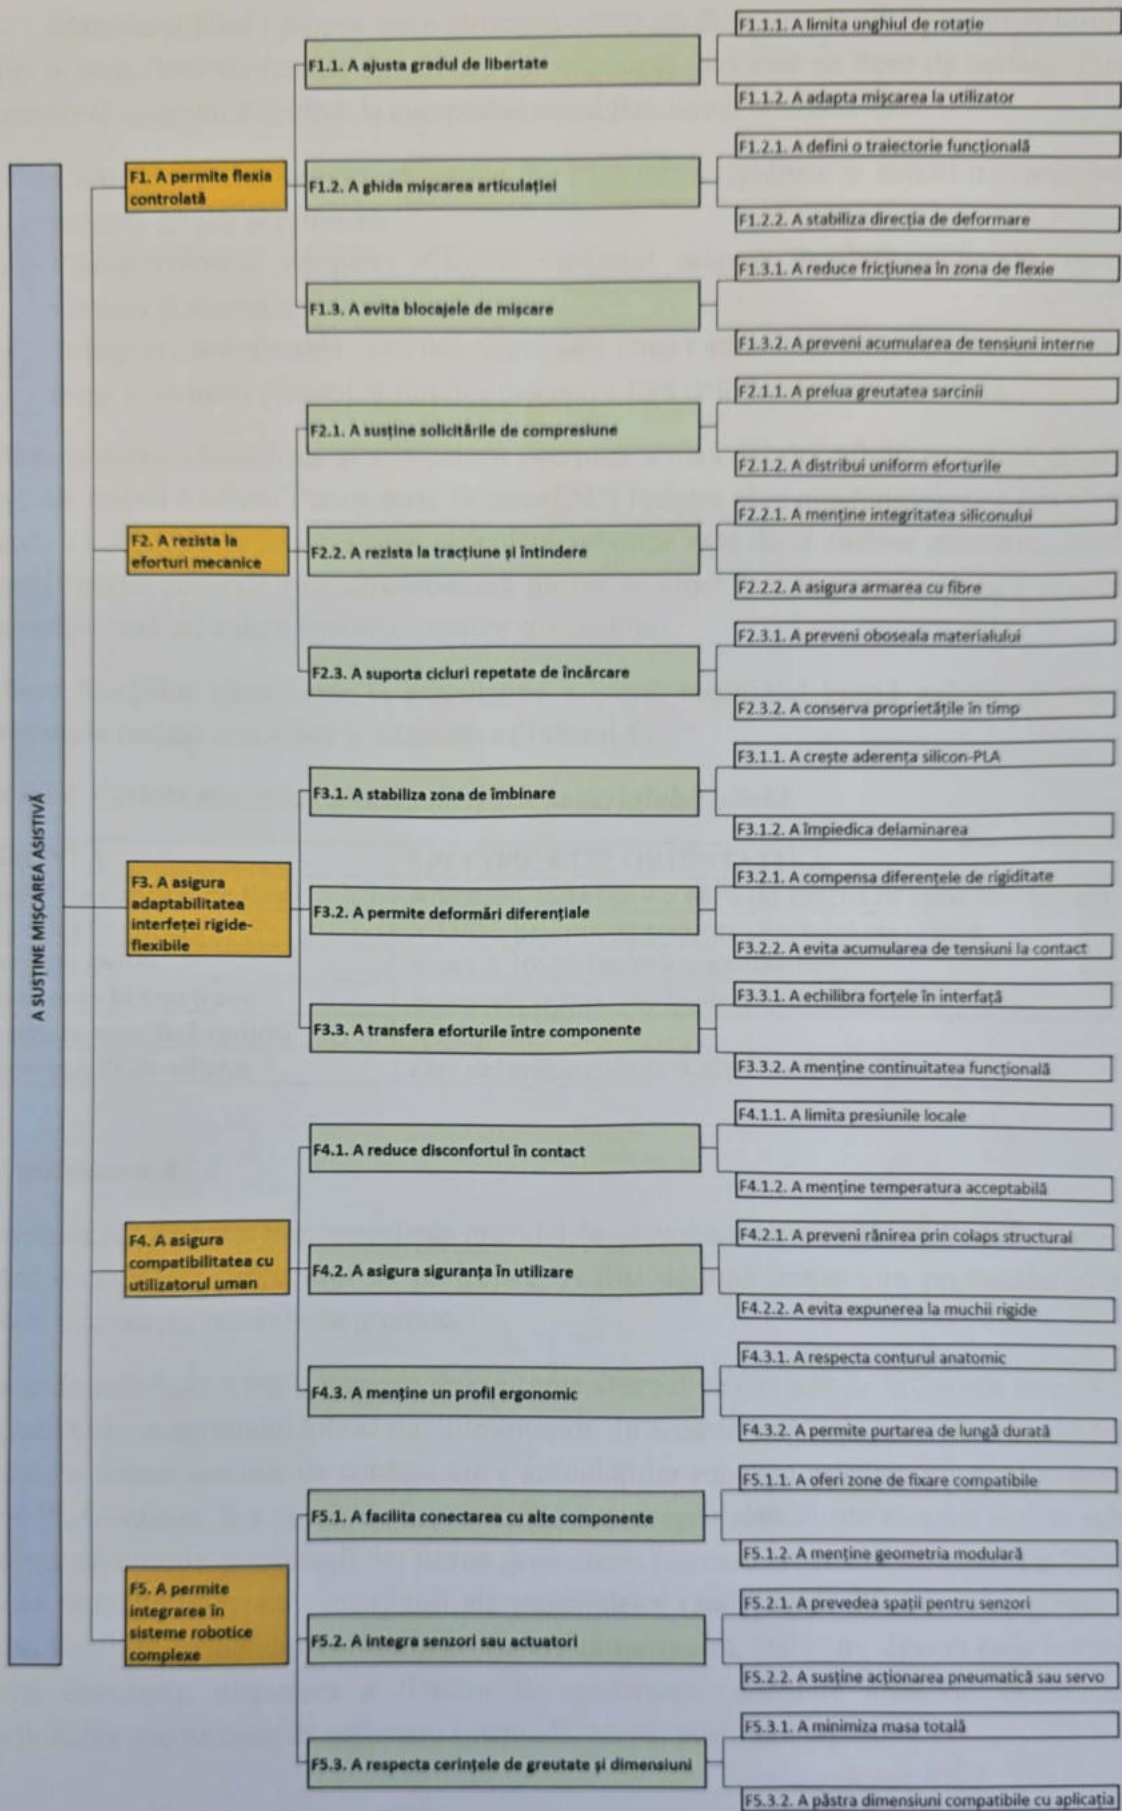 A SUSȚINE MIȘCAREA ASISTIVĂ
F1. A permite flexia
controlată
F1.1. A ajusta gradul de libertate
F1.1.1. A limita unghiul de rotație
F1.1.2. A adapta mișcarea la utilizator
F1.2. A ghida mișcarea articulației
F1.2.1. A defini o traiectorie funcțională
F1.2.2. A stabiliza direcția de deformare
F1.3. A evita blocajele de mișcare
F1.3.1. A reduce fricțiunea în zona de flexie
F1.3.2. A preveni acumularea de tensiuni interne
F2. A rezista la
eforturi mecanice
F2.1. A susține solicitările de compresiune
F2.1.1. A prelua greutatea sarcinii
F2.1.2. A distribui uniform eforturile
F2.2. A rezista la tracțiune și întindere
F2.2.1. A menține integritatea siliconului
F2.2.2. A asigura armarea cu fibre
F2.3. A suporta cicluri repetate de încărcare
F2.3.1. A preveni oboseala materialului
F2.3.2. A conserva proprietățile în timp
F3. A asigura
adaptabilitatea
interfeței rigide-
flexibile
F3.1. A stabiliza zona de îmbinare
F3.1.1. A crește aderența silicon-PLA
F3.1.2. A împiedica delaminarea
F3.2. A permite deformări diferențiale
F3.2.1. A compensa diferențele de rigiditate
F3.2.2. A evita acumularea de tensiuni la contact
F3.3. A transfera eforturile între componente
F3.3.1. A echilibra forțele în interfață
F3.3.2. A menține continuitatea funcțională
F4. A asigura
compatibilitatea cu
utilizatorul uman
F4.1. A reduce disconfortul în contact
F4.1.1. A limita presiunile locale
F4.1.2. A menține temperatura acceptabilă
F4.2. A asigura siguranța în utilizare
F4.2.1. A preveni rănirea prin colaps structural
F4.2.2. A evita expunerea la muchii rigide
F4.3. A menține un profil ergonomic
F4.3.1. A respecta conturul anatomic
F4.3.2. A permite purtarea de lungă durată
F5. A permite
integrarea în
sisteme robotice
complexe
F5.1. A facilita conectarea cu alte componente
F5.1.1. A oferi zone de fixare compatibile
F5.1.2. A menține geometria modulară
F5.2. A integra senzori sau actuatori
F5.2.1. A prevedea spații pentru senzori
F5.2.2. A susține acționarea pneumatică sau servo
F5.3. A respecta cerințele de greutate și dimensiuni
F5.3.1. A minimiza masa totală
F5.3.2. A păstra dimensiuni compatibile cu aplicația